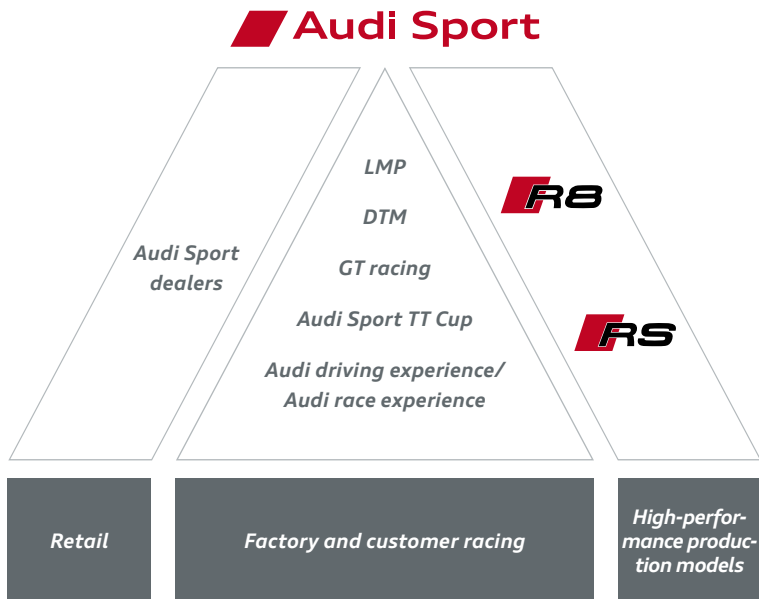 Audi Sport
LMP
DTM
GT racing
Audi Sport TT Cup
Audi driving experience/
Audi race experience
Audi Sport
dealers
R8
RS
Retail
Factory and customer racing
High-perfor-
mance produc-
tion models